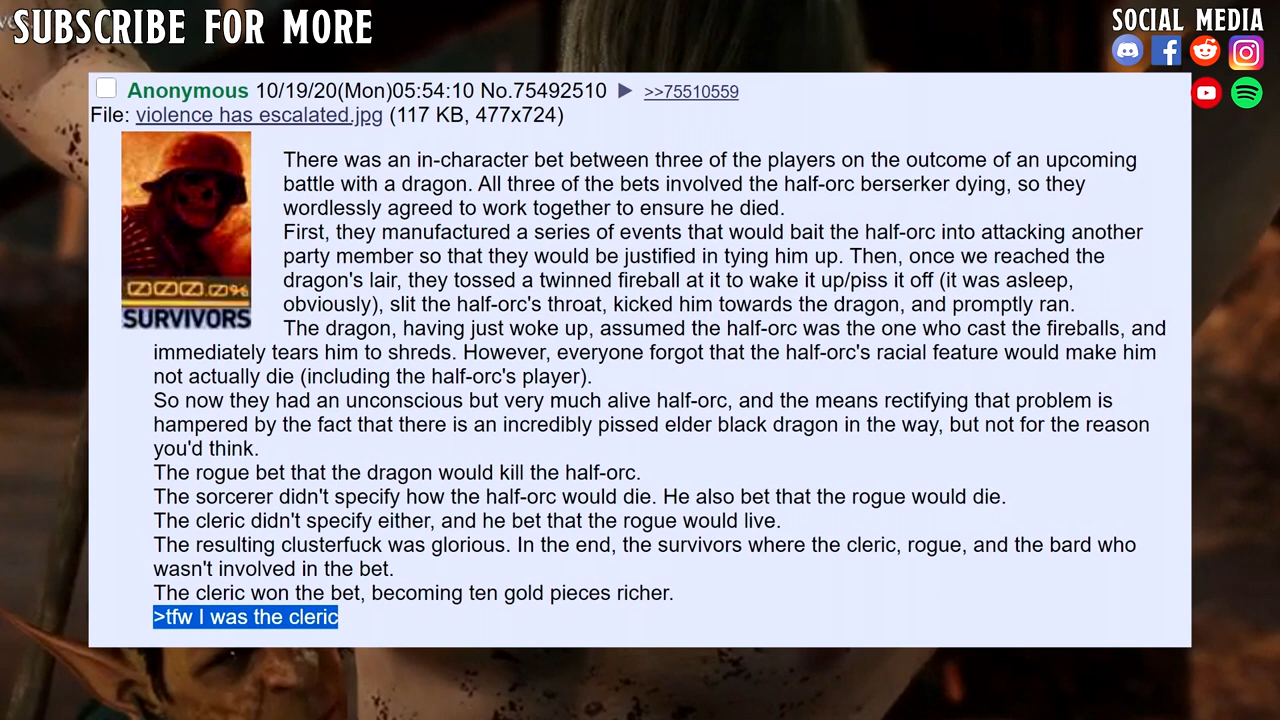 SUBSCRIBE FOR MORE
SOCIAL MEDIA
Anonymous 10/19/20(Mon)05:54:10 No.75492510 ▶ >>75510559
File: violence has escalated.jpg (117 KB, 477x724)
000.0%
SURVIVORS
There was an in-character bet between three of the players on the outcome of an upcoming
battle with a dragon. All three of the bets involved the half-orc berserker dying, so they
wordlessly agreed to work together to ensure he died.
First, they manufactured a series of events that would bait the half-orc into attacking another
party member so that they would be justified in tying him up. Then, once we reached the
dragon's lair, they tossed a twinned fireball at it to wake it up/piss it off (it was asleep,
obviously), slit the half-orc's throat, kicked him towards the dragon, and promptly ran.
The dragon, having just woke up, assumed the half-orc was the one who cast the fireballs, and
immediately tears him to shreds. However, everyone forgot that the half-orc's racial feature would make him
not actually die (including the half-orc's player).
So now they had an unconscious but very much alive half-orc, and the means rectifying that problem is
hampered by the fact that there is an incredibly pissed elder black dragon in the way, but not for the reason
you'd think.
The rogue bet that the dragon would kill the half-orc.
The sorcerer didn't specify how the half-orc would die. He also bet that the rogue would die.
The cleric didn't specify either, and he bet that the rogue would live.
The resulting clusterfuck was glorious. In the end, the survivors where the cleric, rogue, and the bard who
wasn't involved in the bet.
The cleric won the bet, becoming ten gold pieces richer.
>tfw I was the cleric